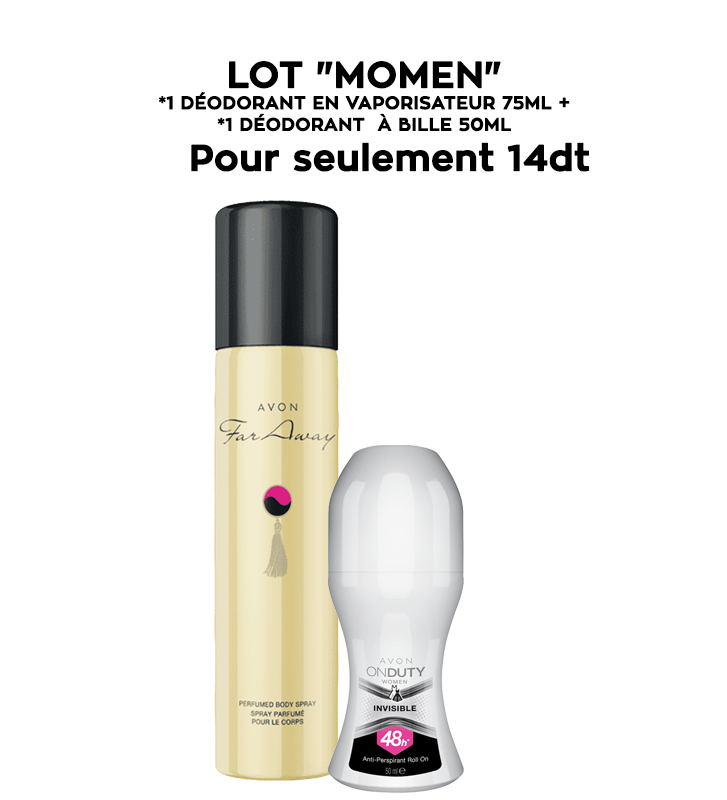 LOT "MOMEN"
*1 DÉODORANT EN VAPORISATEUR 75ML +
*1 DÉODORANT À BILLE 50ML
Pour seulement 14dt
AVON
Far Away
PERFUMED BODY SPRAY
SPRAY PARFUMÉ
POUR LE CORPS
AVON
ONDUTY
WOMEN
INVISIBLE
48h*
Anti-Perspirant Roll On
50 ml e